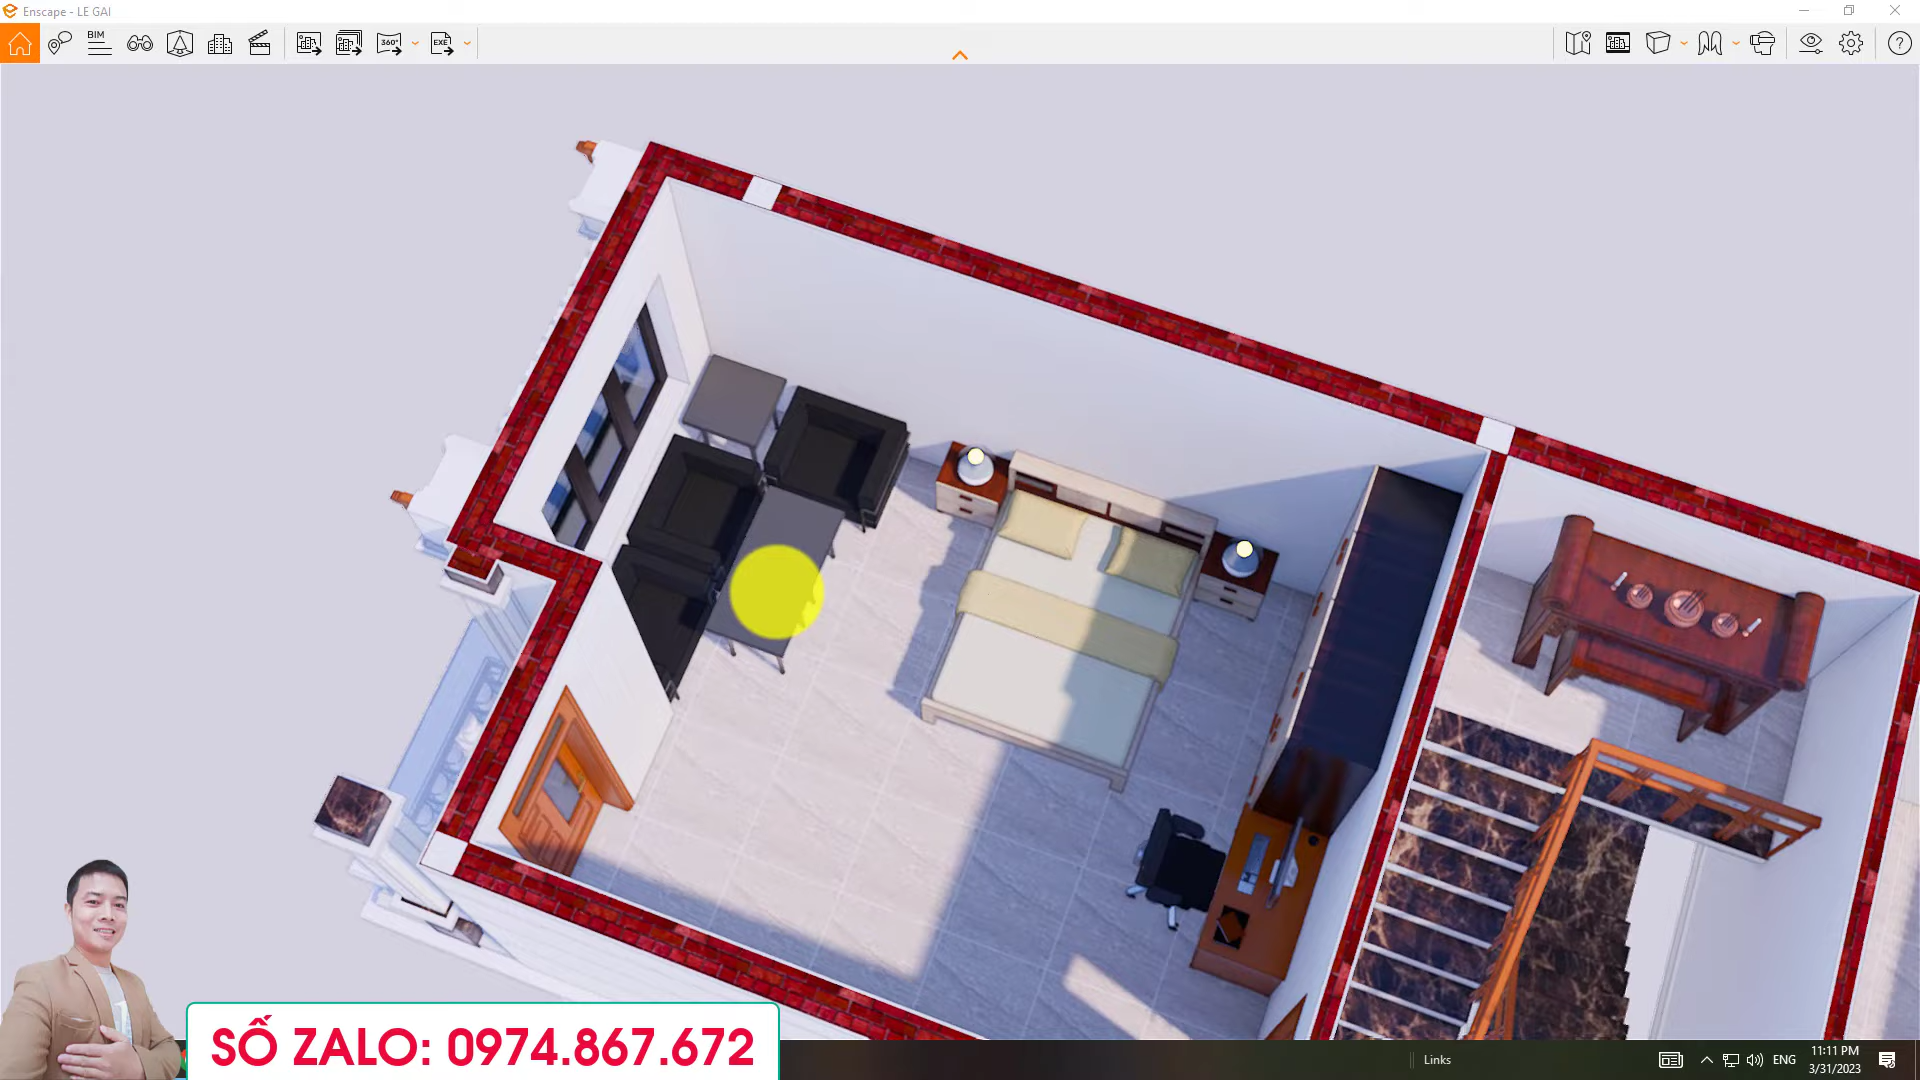 Enscape - LE GAI
BIM
360°
EXE
?
SỐ ZALO: 0974.867.672
Links
ENG
11:11 PM
3/31/2023